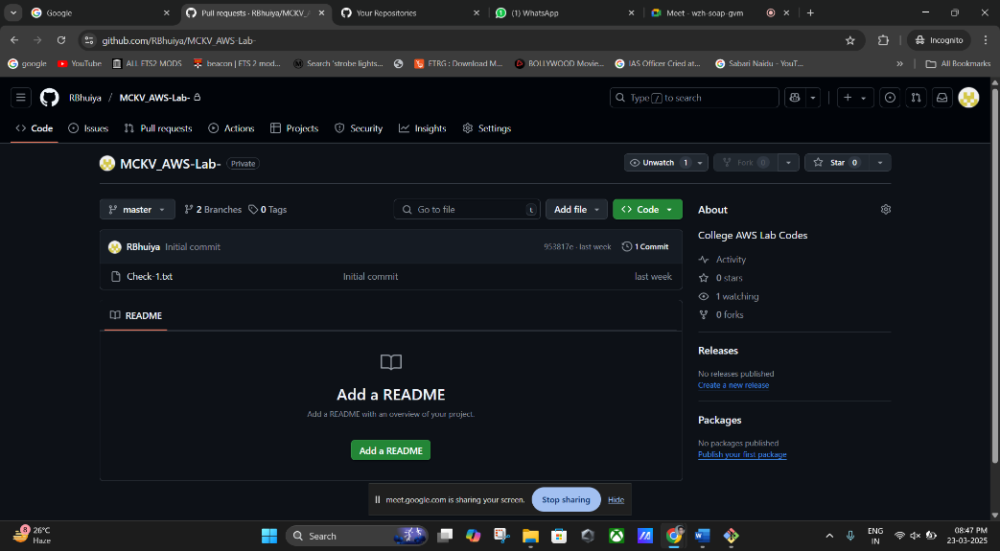 Google
Pull requests · RBhuiya/MCKV_A
Your Repositories
(1) WhatsApp
Meet - wzh-soap-gvm
github.com/RBhuiya/MCKV_AWS-Lab-
Incognito
google
YouTube
ALL ETS2 MODS
beacon | ETS 2 mod...
Search 'strobe lights...
ETRG : Download M...
BOLLYWOOD Movie...
IAS Officer Cried at...
Sabari Naidu - YouT...
»
All Bookmarks
RBhuiya / MCKV_AWS-Lab-
Type / to search
Code
Issues
Pull requests
Actions
Projects
Security
Insights
Settings
MCKV_AWS-Lab- Private
Unwatch 1
Fork 0
Star 0
master
2 Branches
0 Tags
Go to file t
Add file
<> Code
RBhuiya Initial commit
953817e · last week
1 Commit
Check-1.txt
Initial commit
last week
README
Add a README
Add a README with an overview of your project.
Add a README
About
College AWS Lab Codes
Activity
0 stars
1 watching
0 forks
Releases
No releases published
Create a new release
Packages
No packages published
Publish your first package
meet.google.com is sharing your screen.
Stop sharing
Hide
8
26°C
Haze
Search
ENG
IN
08:47 PM
23-03-2025